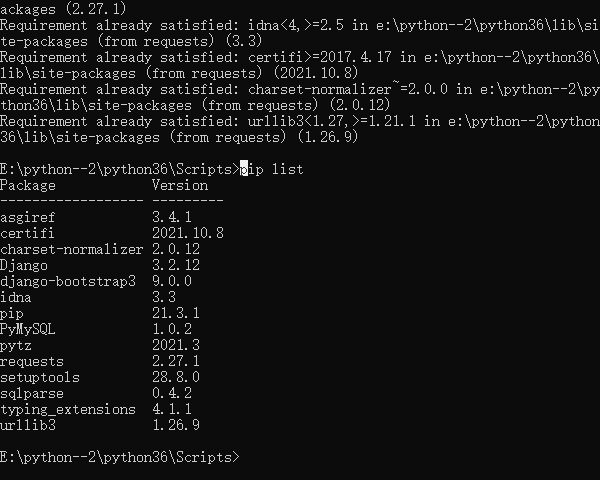 ackages (2.27.1)
Requirement already satisfied: idna<4,>=2.5 in e:\python--2\python36\lib\si
te-packages (from requests) (3.3)
Requirement already satisfied: certifi>=2017.4.17 in e:\python--2\python36\
lib\site-packages (from requests) (2021.10.8)
Requirement already satisfied: charset-normalizer~=2.0.0 in e:\python--2\py
thon36\lib\site-packages (from requests) (2.0.12)
Requirement already satisfied: urllib3<1.27,>=1.21.1 in e:\python--2\python
36\lib\site-packages (from requests) (1.26.9)
E:\python--2\python36\Scripts>pip list
Package            Version
------------------ ---------
asgiref            3.4.1
certifi            2021.10.8
charset-normalizer 2.0.12
Django             3.2.12
django-bootstrap3  9.0.0
idna               3.3
pip                21.3.1
PyMySQL            1.0.2
pytz               2021.3
requests           2.27.1
setuptools         28.8.0
sqlparse           0.4.2
typing_extensions  4.1.1
urllib3            1.26.9
E:\python--2\python36\Scripts>